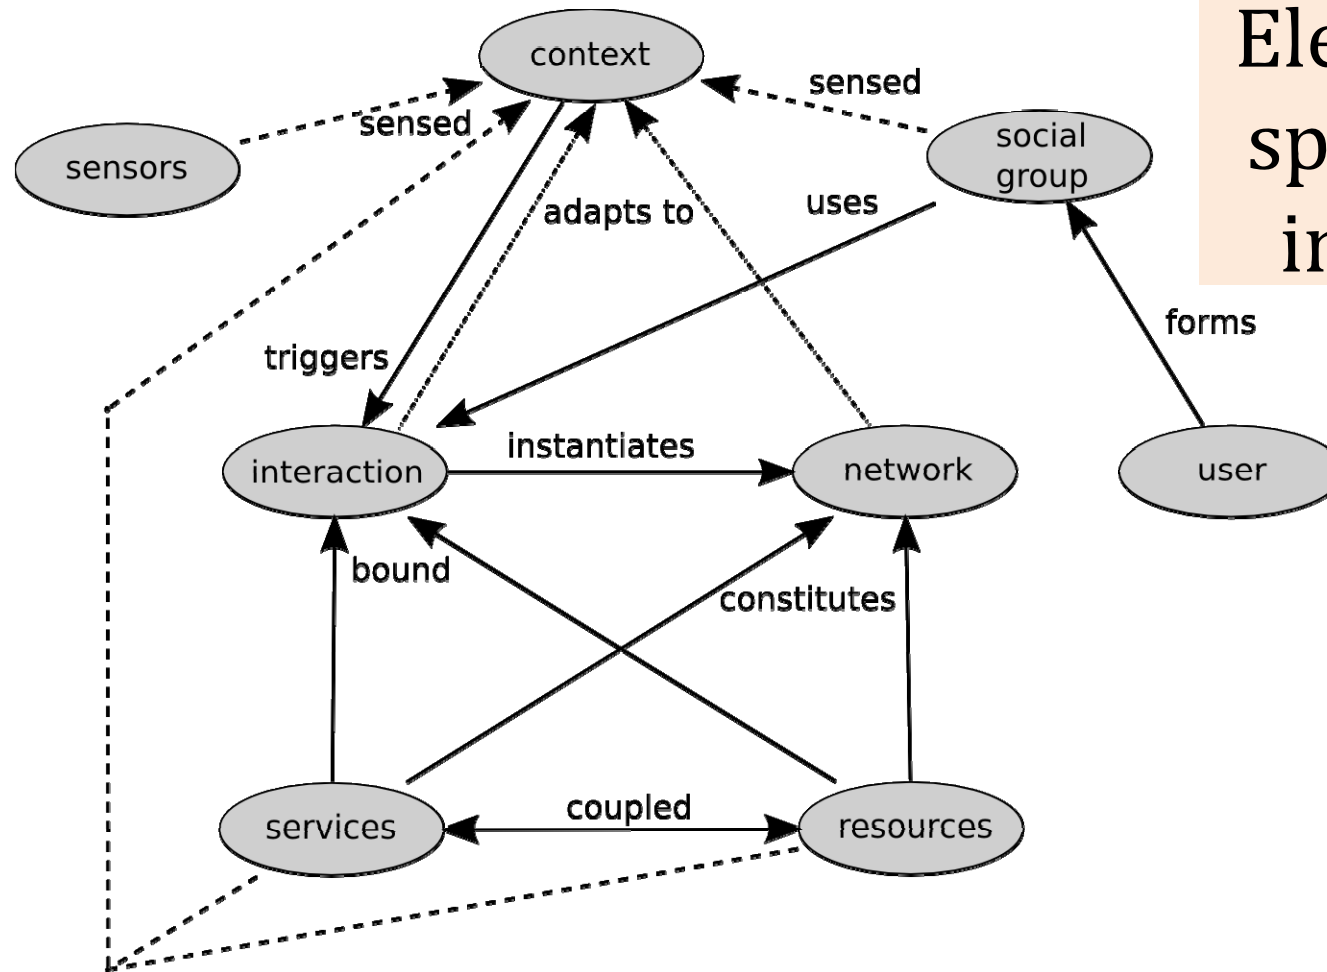 context
sensed
sensed
sensors
social
group
adapts to
uses
forms
triggers
instantiates
interaction
network
user
bound
constitutes
coupled
services
resources